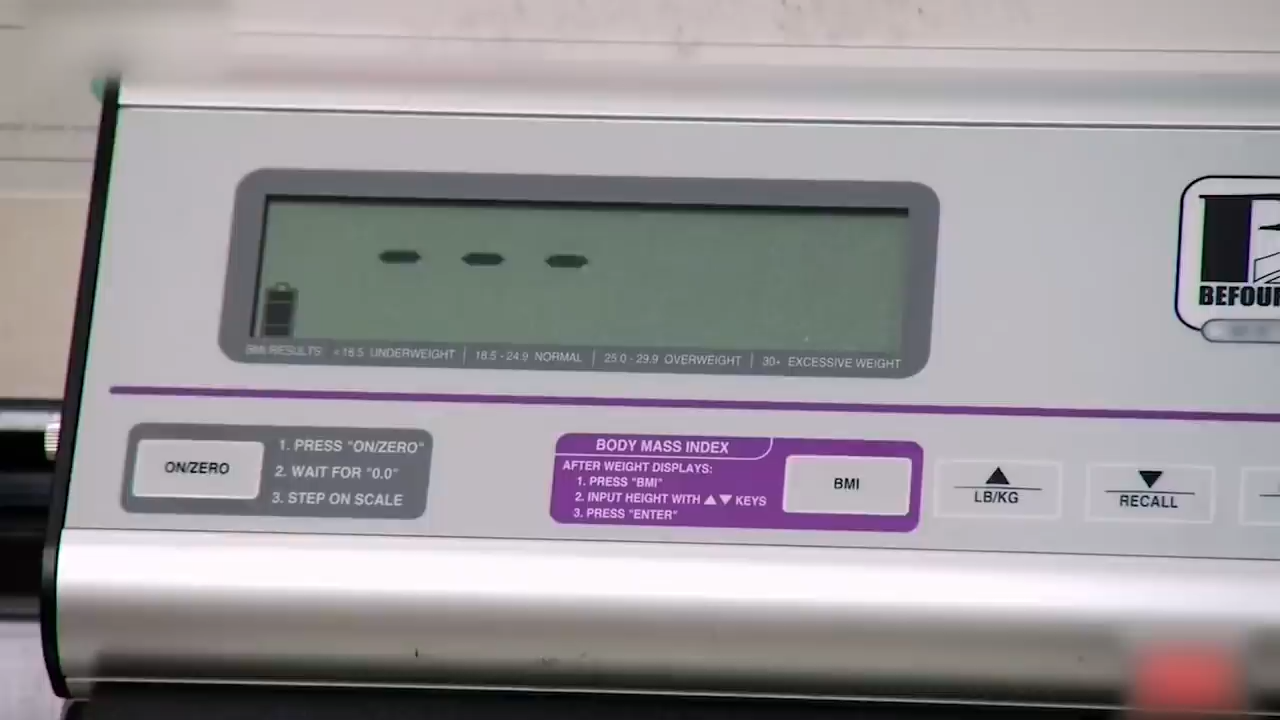 - - -
BMI RESULTS: <18.5 UNDERWEIGHT | 18.5 - 24.9 NORMAL | 25.0 - 29.9 OVERWEIGHT | 30+ EXCESSIVE WEIGHT
BEFOUR
ON/ZERO
1. PRESS "ON/ZERO"
2. WAIT FOR "0.0"
3. STEP ON SCALE
BODY MASS INDEX
AFTER WEIGHT DISPLAYS:
1. PRESS "BMI"
2. INPUT HEIGHT WITH ▲▼ KEYS
3. PRESS "ENTER"
BMI
▲
LB/KG
▼
RECALL